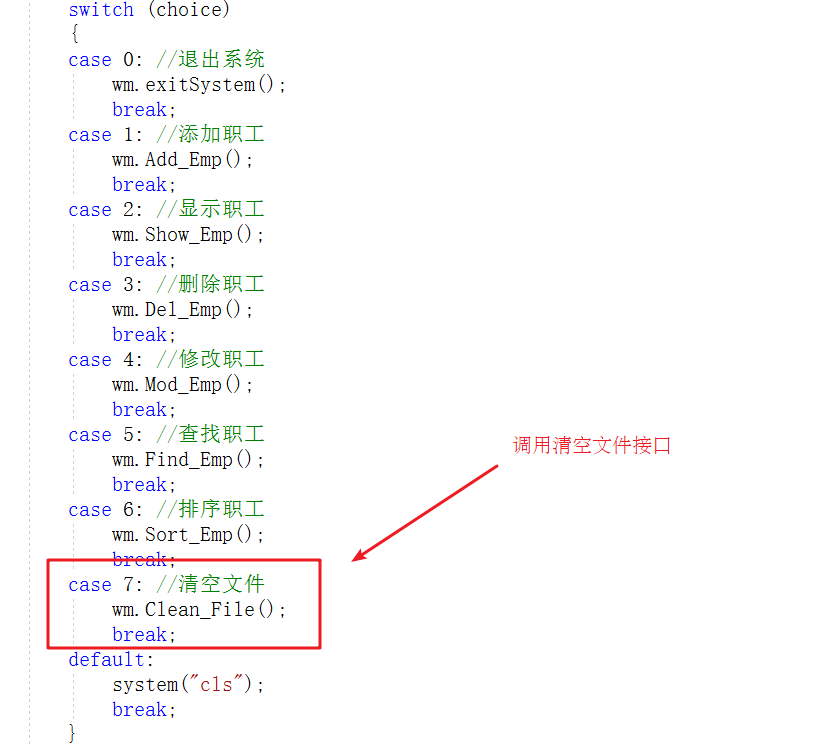 switch (choice)
{
case 0: //退出系统
wm.exitSystem();
break;
case 1: //添加职工
wm.Add_Emp();
break;
case 2: //显示职工
wm.Show_Emp();
break;
case 3: //删除职工
wm.Del_Emp();
break;
case 4: //修改职工
wm.Mod_Emp();
break;
case 5: //查找职工
wm.Find_Emp();
break;
调用清空文件接口
case 6: //排序职工
wm.Sort_Emp();
break;
case 7: //清空文件
wm.Clean_File();
break;
default:
system("cls");
break;
}